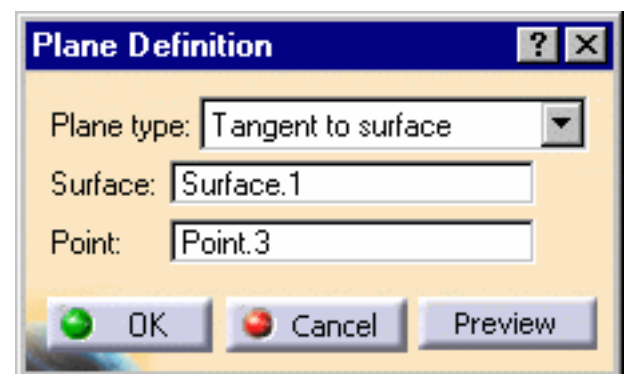 Plane Definition ? ×
Plane type: Tangent to surface
Surface: Surface.1
Point: Point.3
OK Cancel Preview